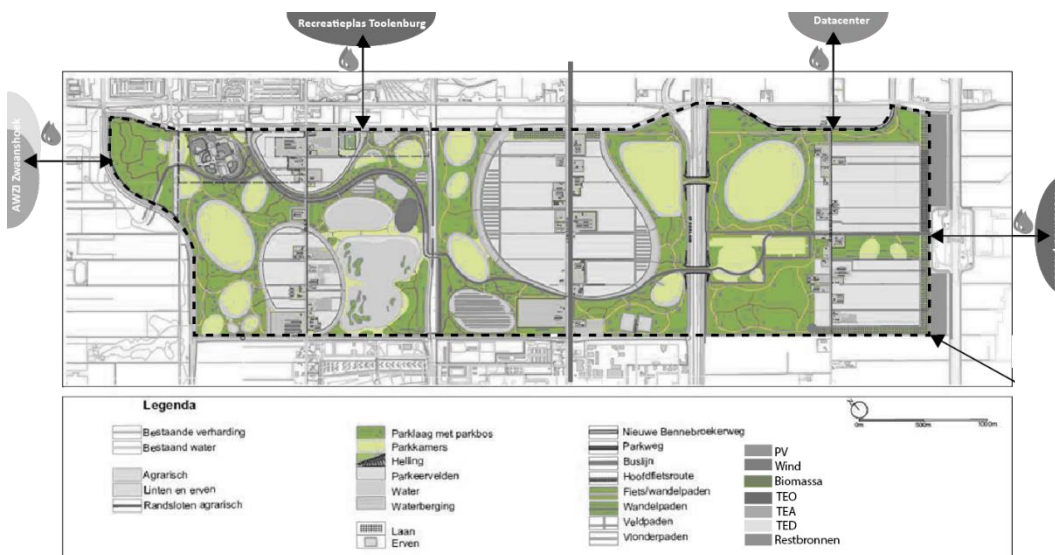 Recreatieplas Toolenburg
Datacenter
AWZI Zwaanshoek
Legenda
Bestaande verharding
Bestaand water
Agrarisch
Linten en erven
Randsloten agrarisch
Parklaag met parkbos
Parkkamers
Helling
Parkeervelden
Water
Waterberging
Laan
Erven
Nieuwe Bennebroekerweg
Parkweg
Buslijn
Hoofdfietsroute
Fiets/wandelpaden
Wandelpaden
Veldpaden
Vlonderpaden
PV
Wind
Biomassa
TEO
TEA
TED
Restbronnen
0m 500m 1000m